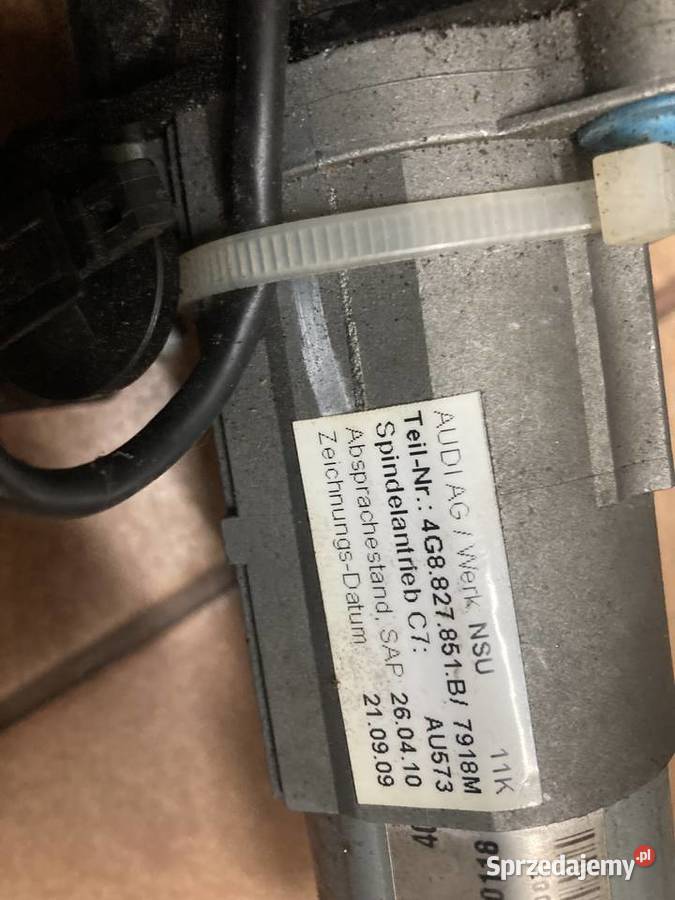 AUDI AG / Werk: NSU 11K
Teil-Nr.: 4G8.827.851.B/ 7918M
Spindelantrieb C7: AU573
Absprachestand, SAP: 26.04.10
Zeichnungs-Datum 21.09.09
Sprzedajemy.pl